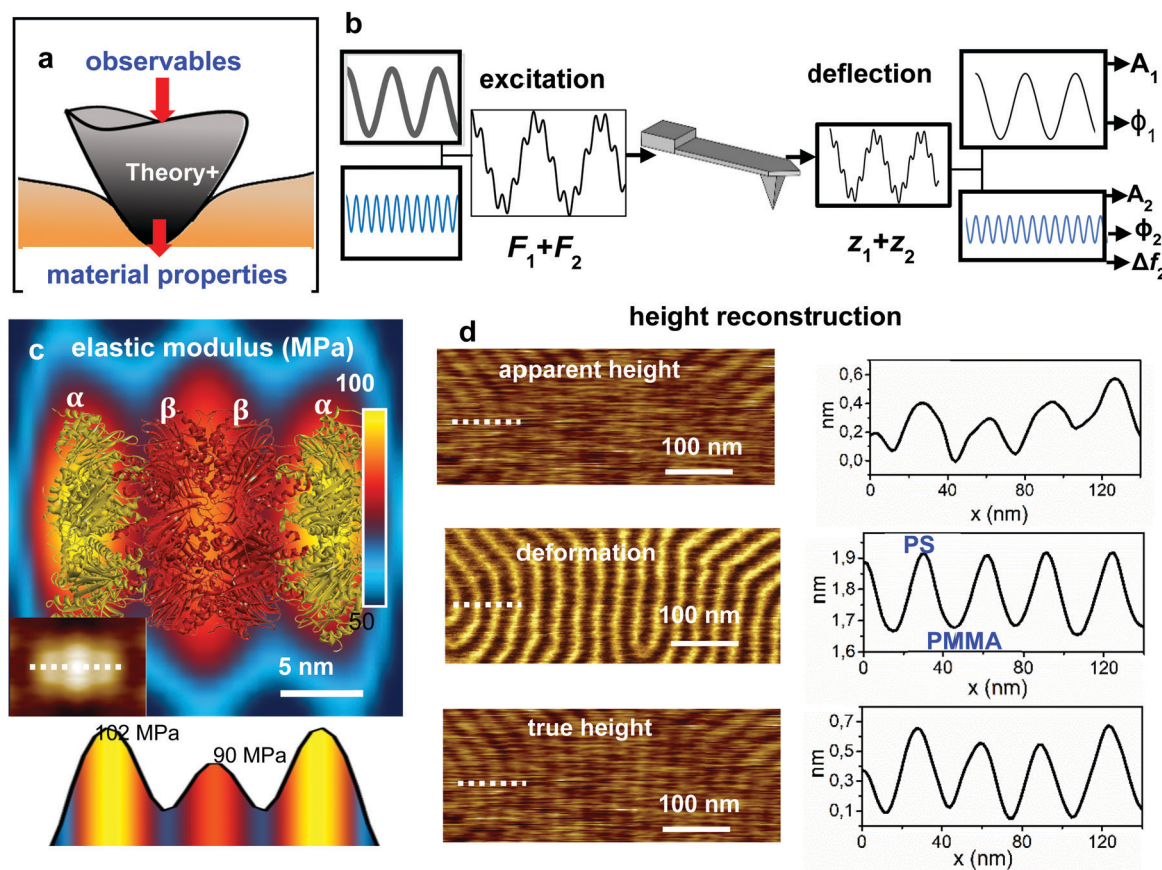 a
observables
Theory+
material properties
b
excitation
F1+F2
deflection
z1+z2
A1
ϕ1
A2
ϕ2
Δf2
c
elastic modulus (MPa)
α
β
β
α
100
50
5 nm
102 MPa
90 MPa
height reconstruction
d
apparent height
100 nm
0,6
0,4
0,2
0,0
nm
0
40
80
120
x (nm)
deformation
100 nm
1,9
1,8
1,7
1,6
nm
PS
PMMA
0
40
80
120
x (nm)
true height
100 nm
0,7
0,5
0,3
0,1
nm
0
40
80
120
x (nm)